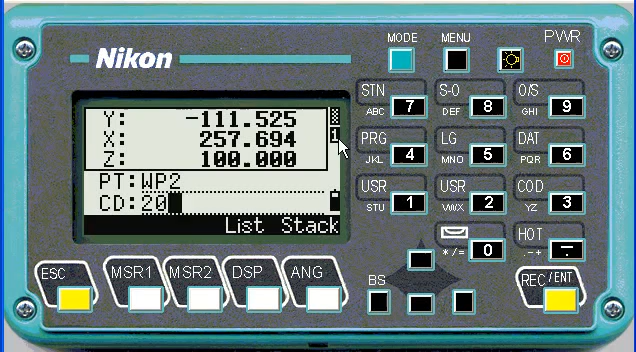 MODE MENU PWR
Nikon
Y: -111.525
X: 257.694
Z: 100.000
1
PT:WP2
CD:20
List Stack
STN ABC 7 S-O DEF 8 O/S GHI 9
PRG JKL 4 LG MNO 5 DAT PQR 6
USR STU 1 USR VWX 2 COD YZ 3
*/= 0 HOT .-+ -.
ESC MSR1 MSR2 DSP ANG BS REC/ENT